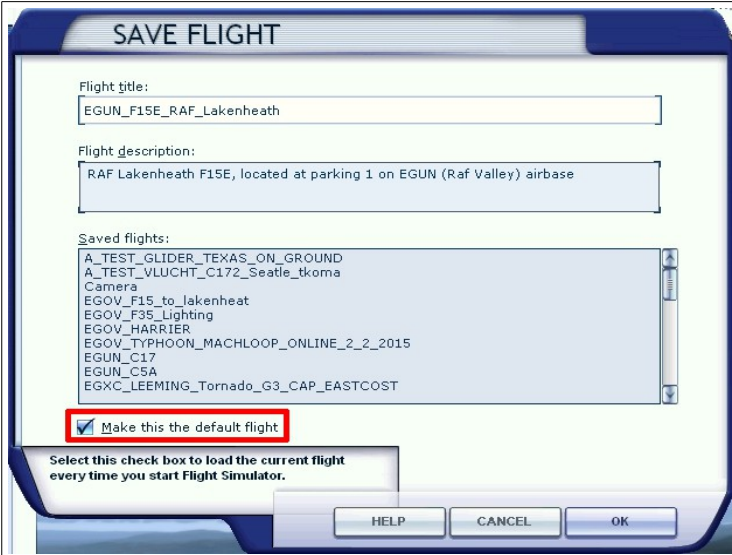 SAVE FLIGHT
Flight title:
EGUN_F15E_RAF_Lakenheath
Flight description:
RAF Lakenheath F15E, located at parking 1 on EGUN (Raf Valley) airbase
Saved flights:
A_TEST_GLIDER_TEXAS_ON_GROUND
A_TEST_VLUCHT_C172_Seatle_tkoma
Camera
EGOV_F15_to_lakenheat
EGOV_F35_Lighting
EGOV_HARRIER
EGOV_TYPHOON_MACHLOOP_ONLINE_2_2_2015
EGUN_C17
EGUN_C5A
EGXC_LEEMING_Tornado_G3_CAP_EASTCOST
Make this the default flight
Select this check box to load the current flight
every time you start Flight Simulator.
HELP CANCEL OK